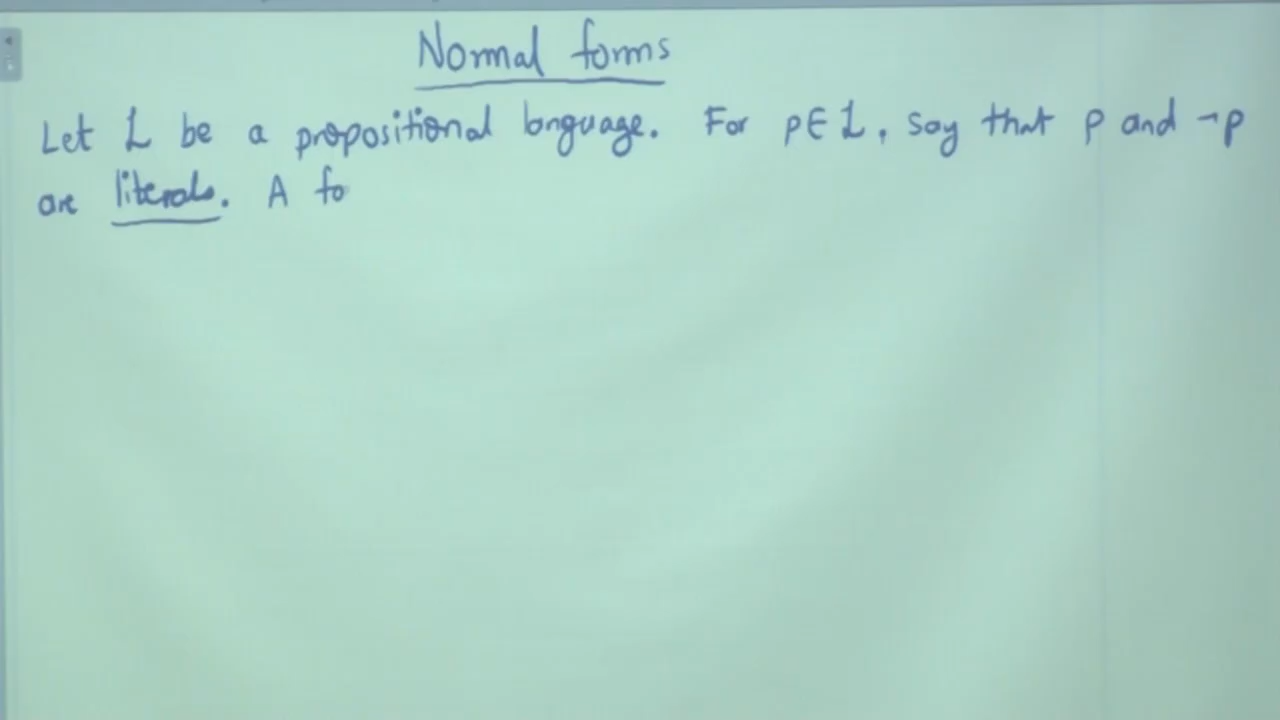 Normal forms
Let L be a propositional language. For p ∈ L, say that p and ¬p
are literals. A fo